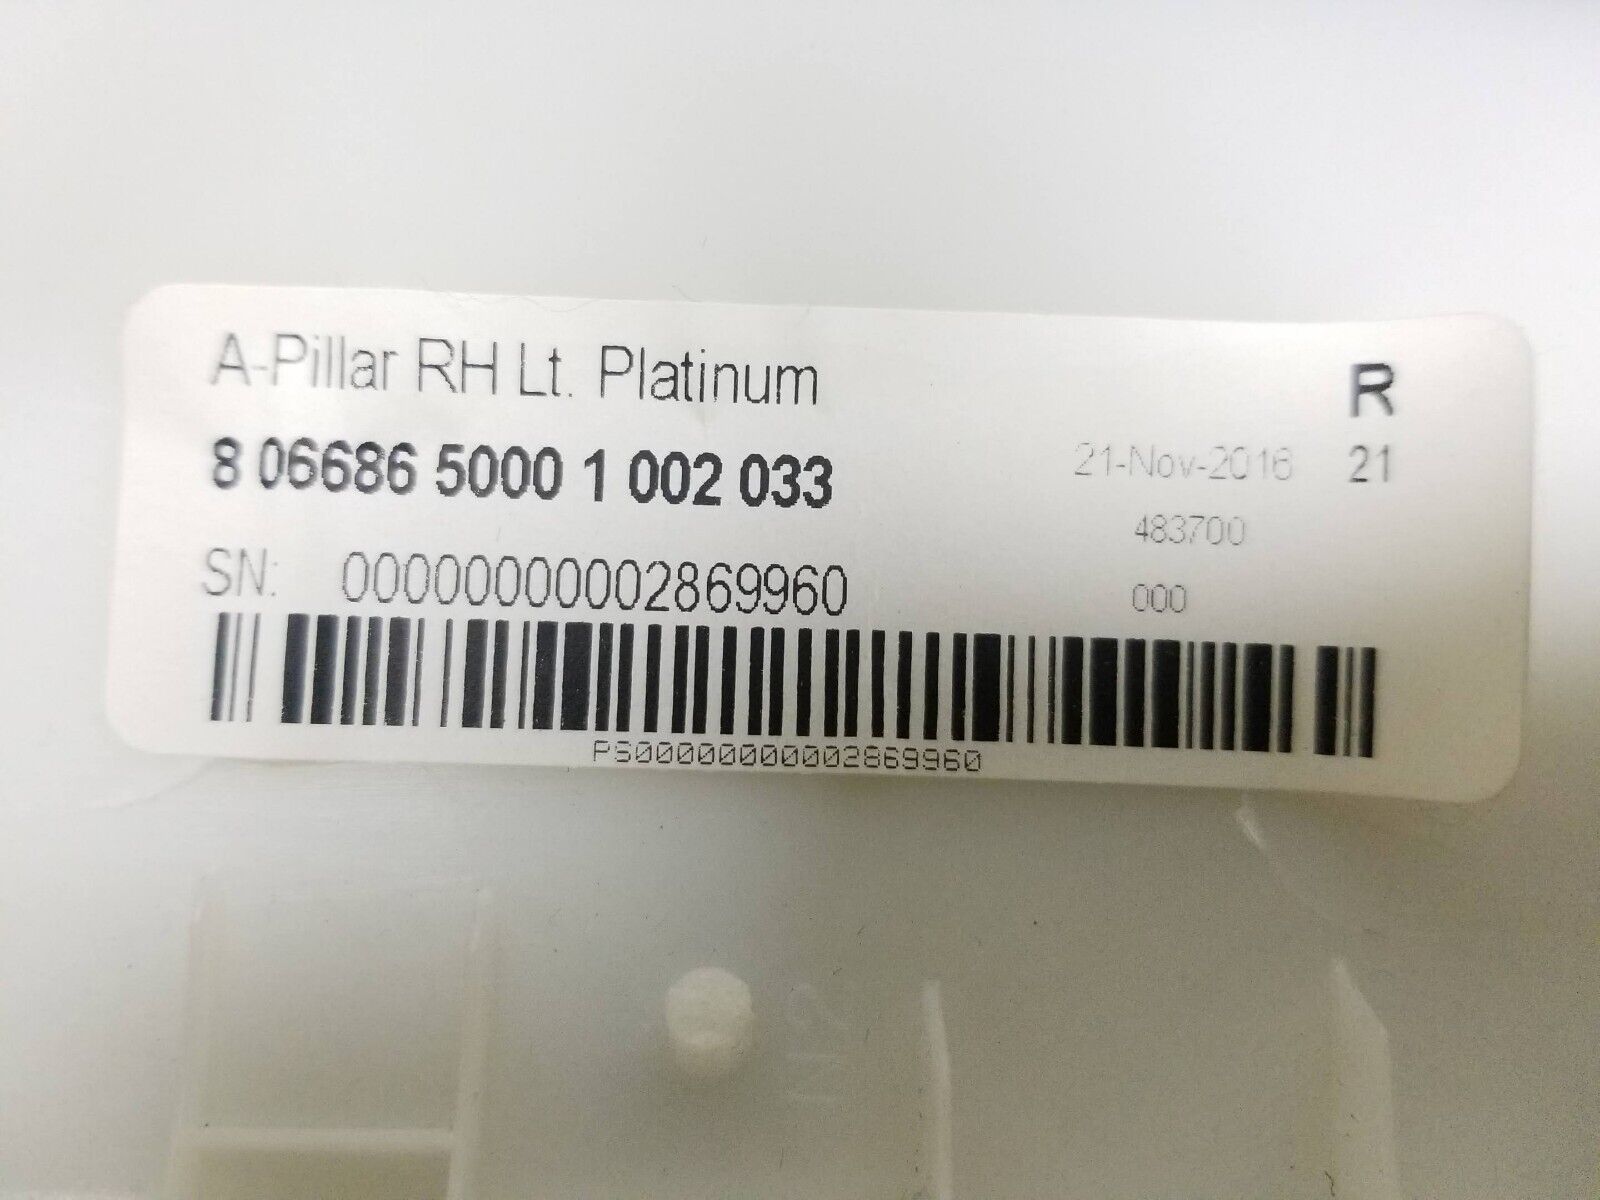 A-Pillar RH Lt. Platinum
R
8 06686 5000 1 002 033
21-Nov-2016
21
483700
SN: 00000000002869960
000
PS00000000002869960